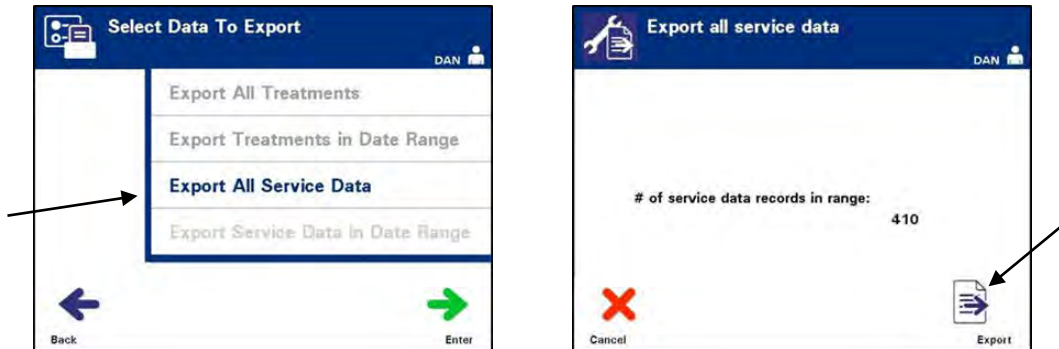 Select Data To Export
DAN
Export All Treatments
Export Treatments in Date Range
Export All Service Data
Export Service Data in Date Range
Back
Enter
Export all service data
DAN
# of service data records in range:
410
Cancel
Export